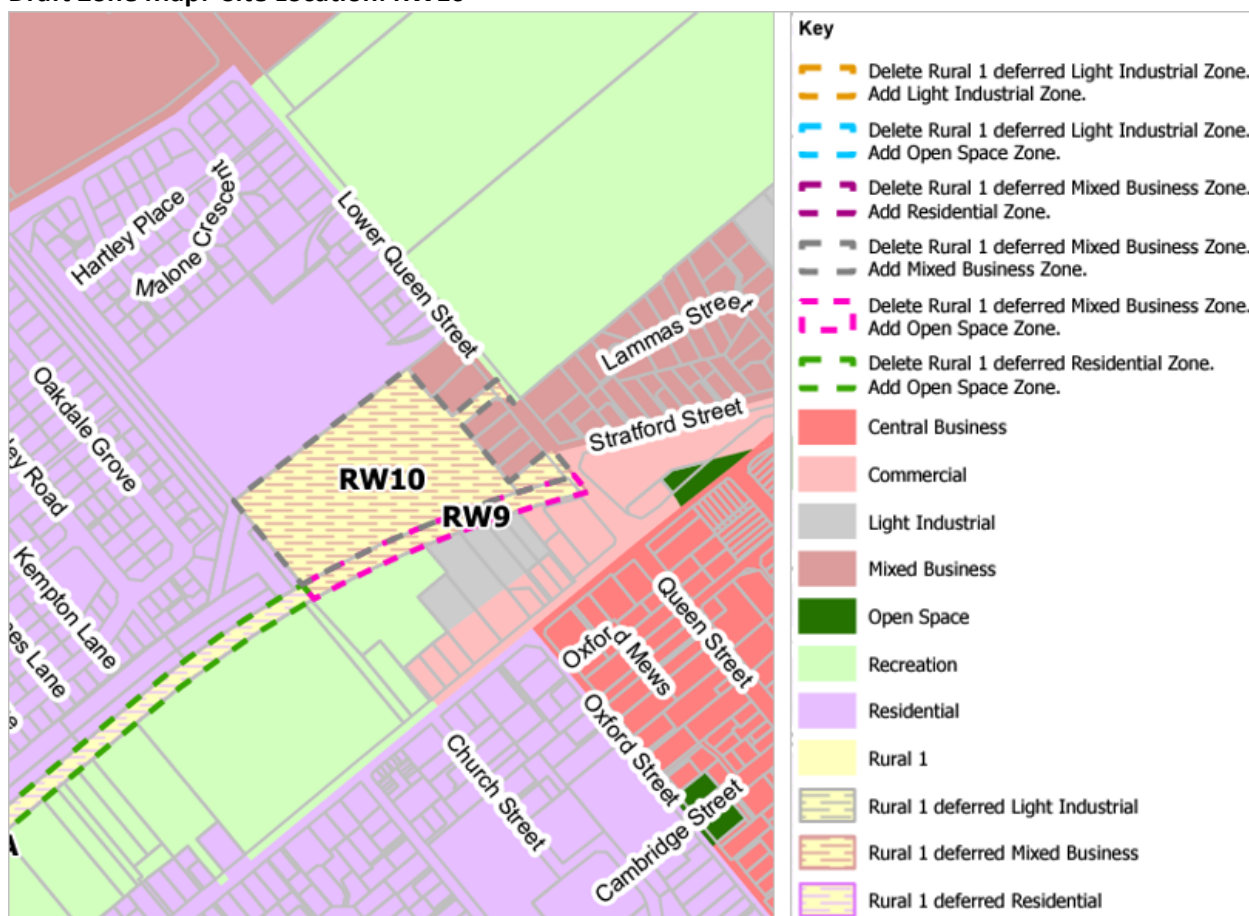 Draft Zone Map: Site Location: RW10
Hartley Place
Malone Crescent
Lower Queen Street
Lammas Street
Oakdale Grove
Stratford Street
RW10
RW9
Kempton Lane
Queen Street
Oxford Mews
Oxford Street
Church Street
Cambridge Street
Key
Delete Rural 1 deferred Light Industrial Zone.
Add Light Industrial Zone.
Delete Rural 1 deferred Light Industrial Zone.
Add Open Space Zone.
Delete Rural 1 deferred Mixed Business Zone.
Add Residential Zone.
Delete Rural 1 deferred Mixed Business Zone.
Add Mixed Business Zone.
Delete Rural 1 deferred Mixed Business Zone.
Add Open Space Zone.
Delete Rural 1 deferred Residential Zone.
Add Open Space Zone.
Central Business
Commercial
Light Industrial
Mixed Business
Open Space
Recreation
Residential
Rural 1
Rural 1 deferred Light Industrial
Rural 1 deferred Mixed Business
Rural 1 deferred Residential